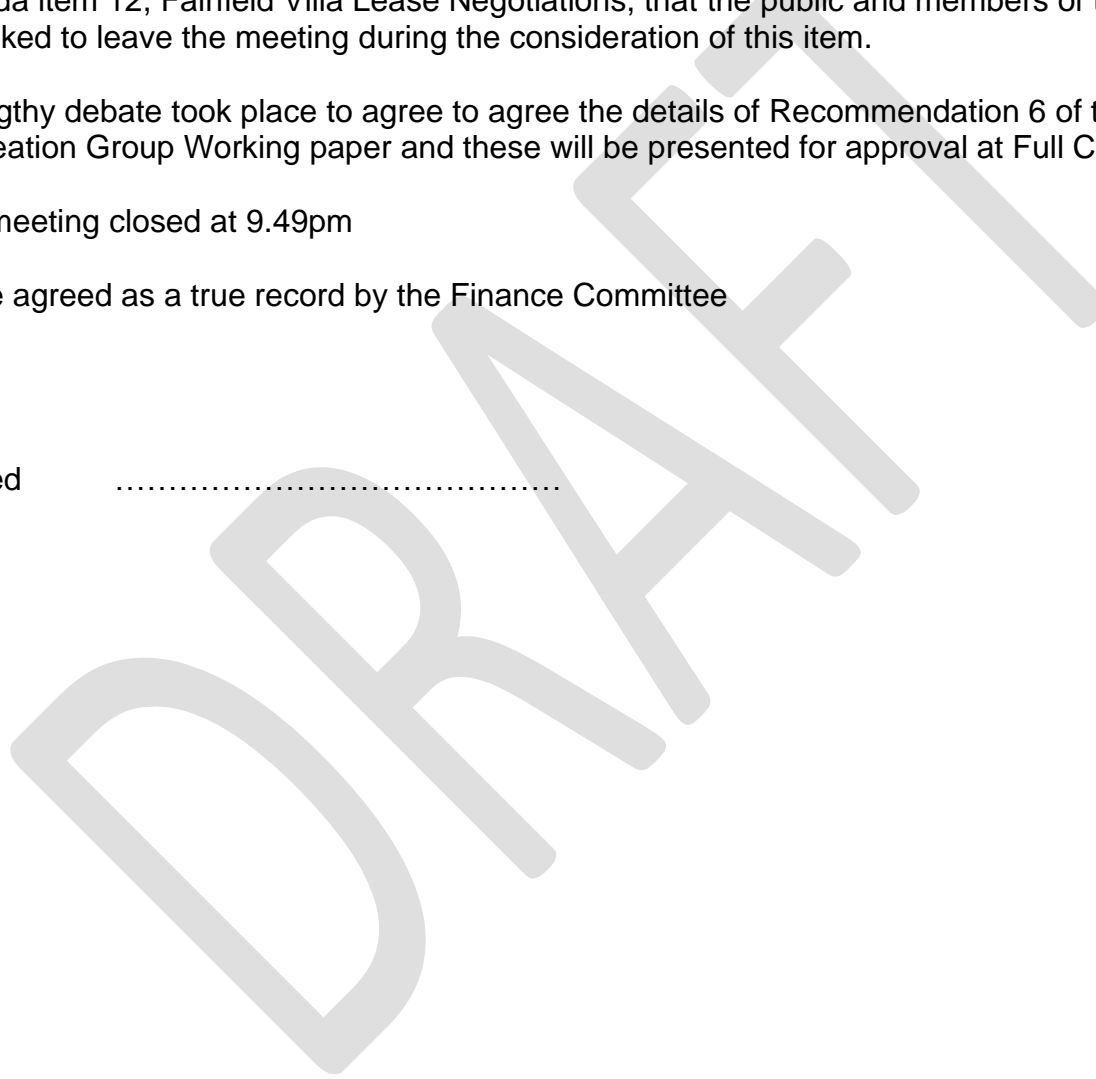 da item 12, Fairfield Villa Lease Negotiations, that the public and members of t
ked to leave the meeting during the consideration of this item.
gthy debate took place to agree to agree the details of Recommendation 6 of t
eation Group Working paper and these will be presented for approval at Full C
meeting closed at 9.49pm
e agreed as a true record by the Finance Committee
ed ……………………………………
DRAFT